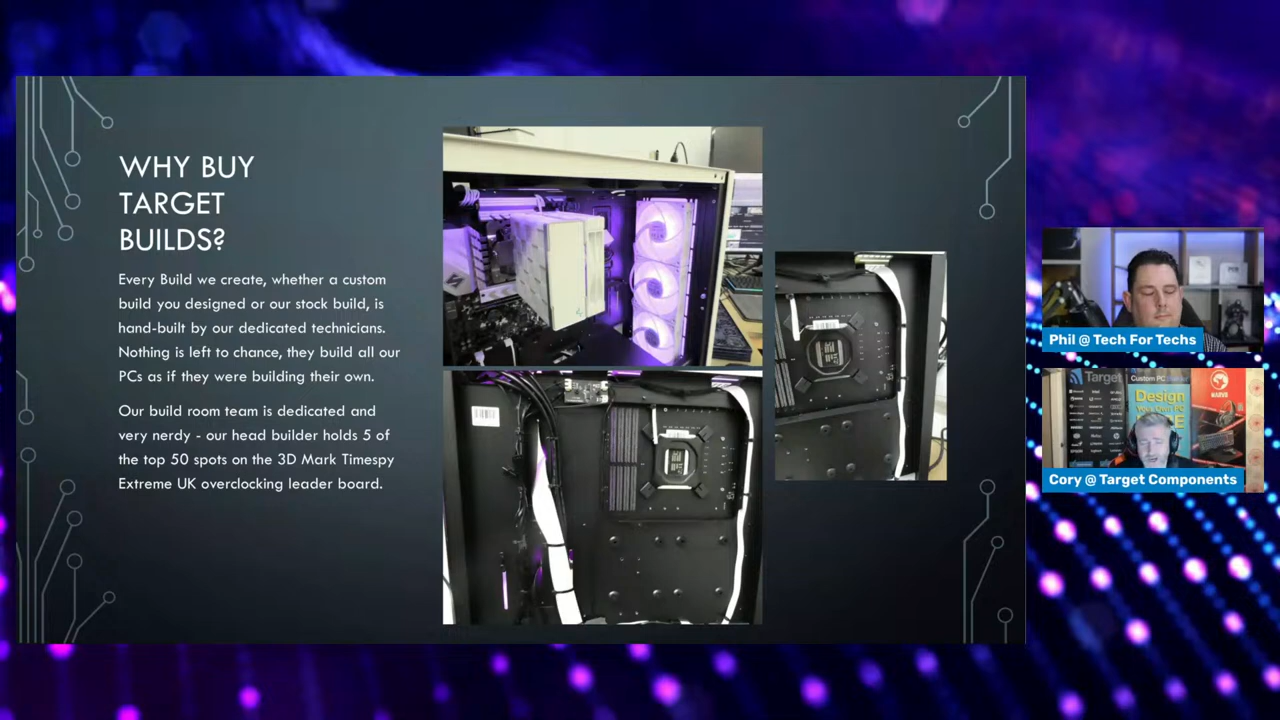 WHY BUY
TARGET
BUILDS?
Every Build we create, whether a custom
build you designed or our stock build, is
hand-built by our dedicated technicians.
Nothing is left to chance, they build all our
PCs as if they were building their own.
Our build room team is dedicated and
very nerdy - our head builder holds 5 of
the top 50 spots on the 3D Mark Timespy
Extreme UK overclocking leader board.
Phil @ Tech For Techs
Target
Custom PC
Design
Cory @ Target Components